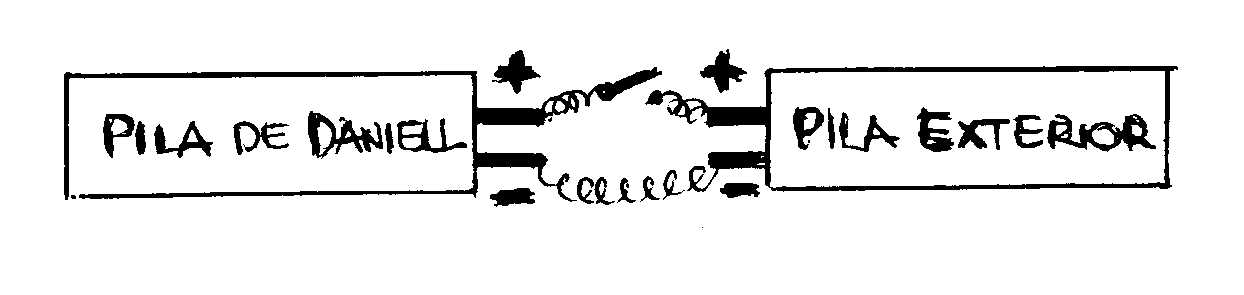 + +
PILA DE DANIELL PILA EXTERIOR
- -